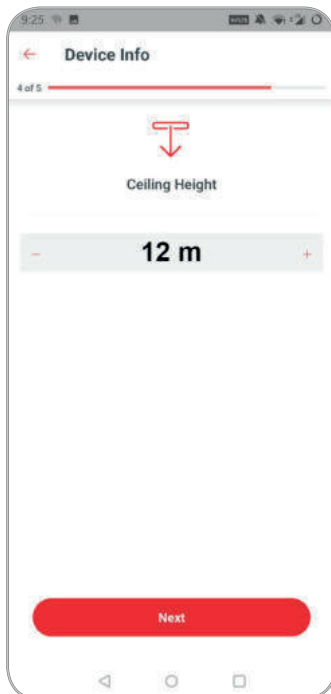 9:25
Device Info
4 of 5
Ceiling Height
− 12 m +
Next